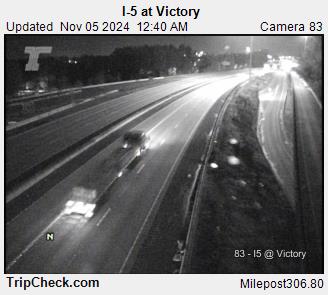 I-5 at Victory
Updated Nov 05 2024 12:40 AM Camera 83
T
N
83 - I5 @ Victory
TripCheck.com Milepost306.80